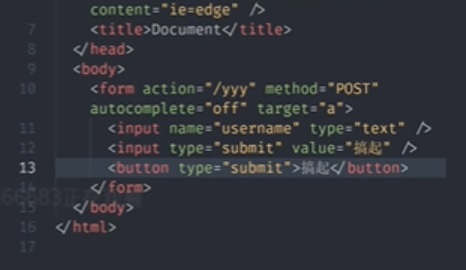 content="ie=edge" />
7 <title>Document</title>
8 </head>
9 <body>
10 <form action="/yyy" method="POST"
autocomplete="off" target="a">
11 <input name="username" type="text" />
12 <input type="submit" value="搞起" />
13 <button type="submit">搞起</button>
14 </form>
15 </body>
16 </html>
17